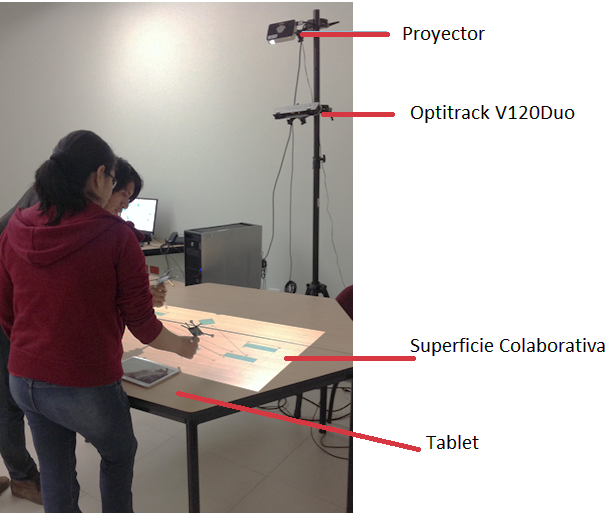 Proyector
Optitrack V120Duo
Superficie Colaborativa
Tablet